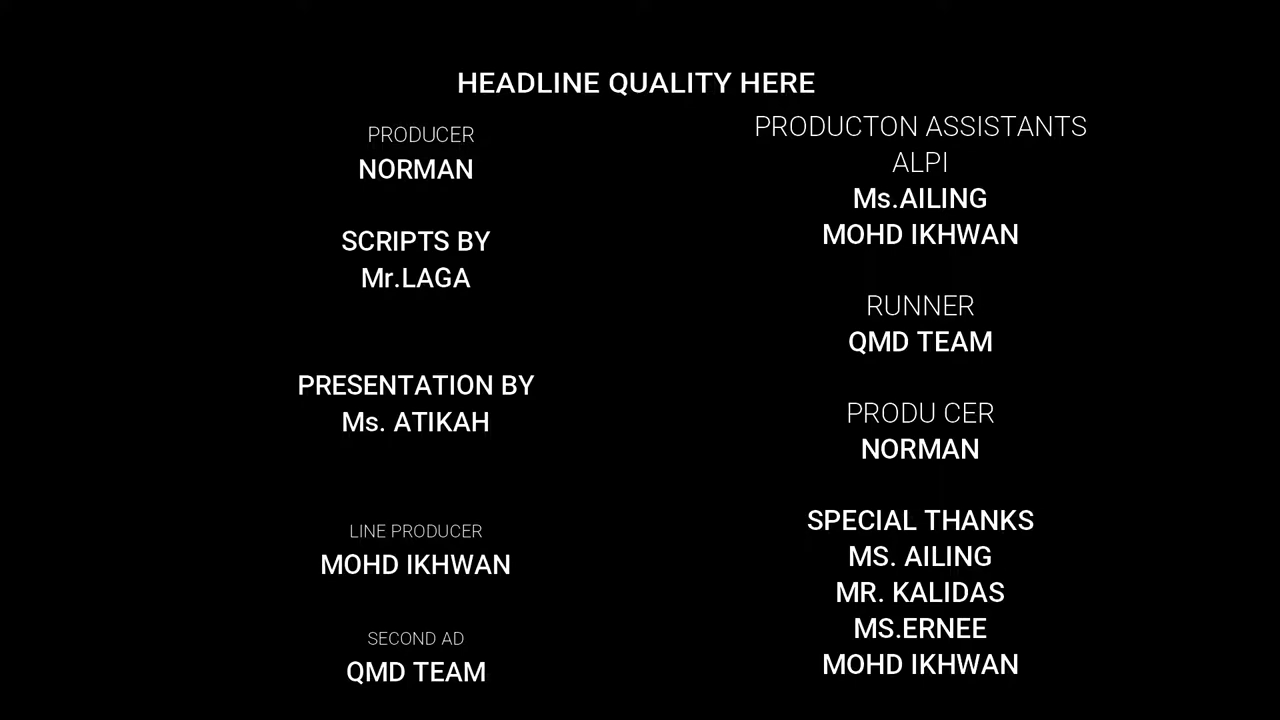 HEADLINE QUALITY HERE
PRODUCER
NORMAN
SCRIPTS BY
Mr.LAGA
PRESENTATION BY
Ms. ATIKAH
LINE PRODUCER
MOHD IKHWAN
SECOND AD
QMD TEAM
PRODUCTON ASSISTANTS
ALPI
Ms.AILING
MOHD IKHWAN
RUNNER
QMD TEAM
PRODU CER
NORMAN
SPECIAL THANKS
MS. AILING
MR. KALIDAS
MS.ERNEE
MOHD IKHWAN